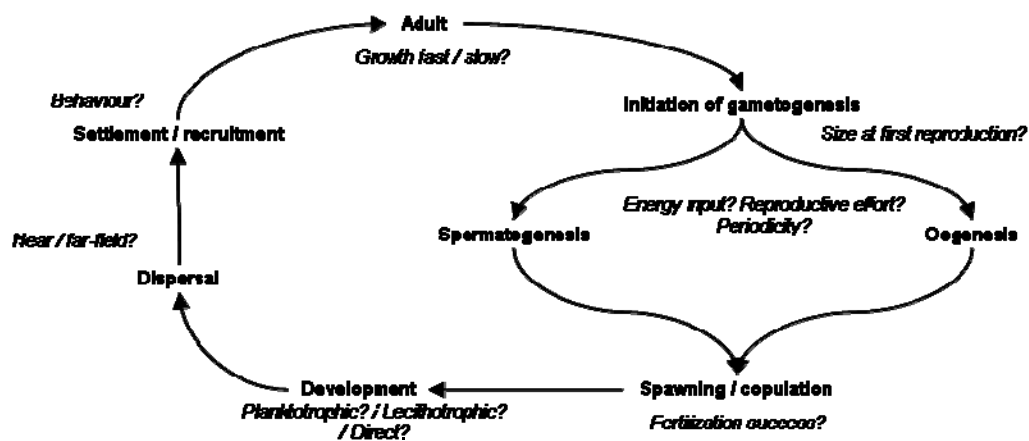 Adult
Growth fast / slow?
Behaviour?
Settlement / recruitment
Initiation of gametogenesis
Size at first reproduction?
Energy input? Reproductive effort?
Periodicity?
Spermatogenesis
Oogenesis
Near / far-field?
Dispersal
Development
Planktotrophic? / Lecithotrophic?
/ Direct?
Spawning / copulation
Fertilization success?